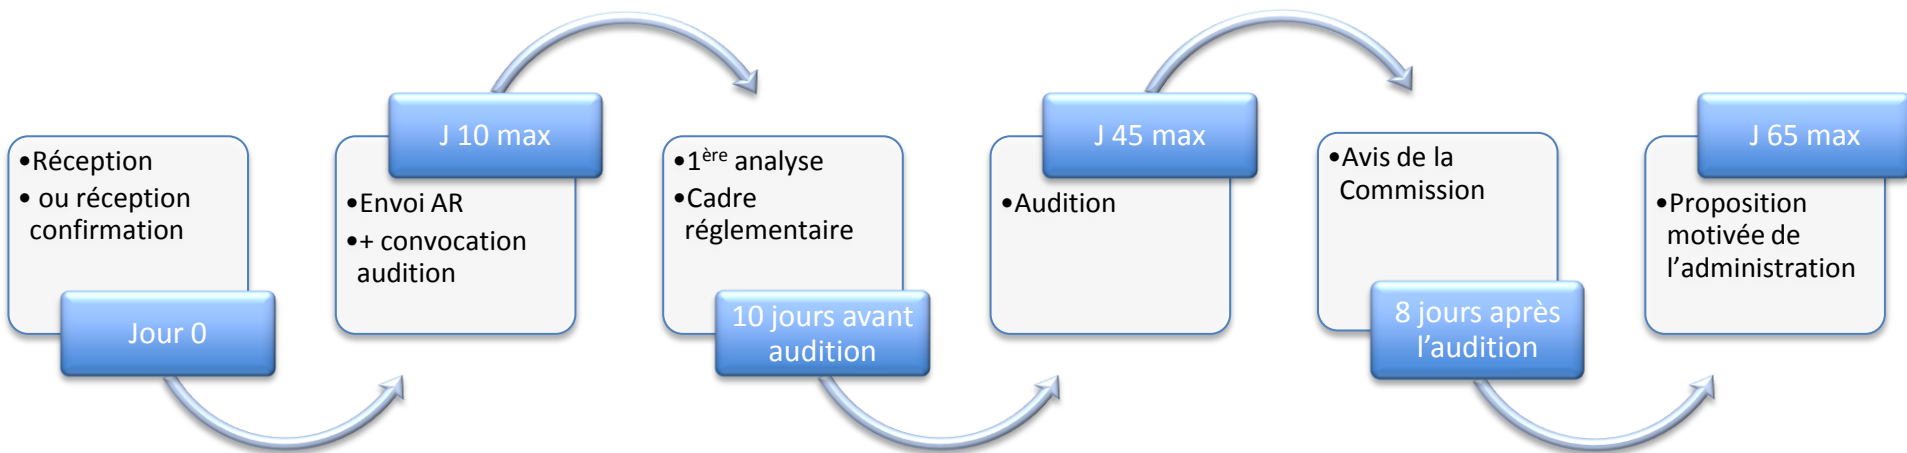 •Réception
• ou réception
confirmation
Jour 0
J 10 max
•Envoi AR
•+ convocation
audition
•1ère analyse
•Cadre
réglementaire
10 jours avant
audition
J 45 max
•Audition
•Avis de la
Commission
8 jours après
l’audition
J 65 max
•Proposition
motivée de
l’administration